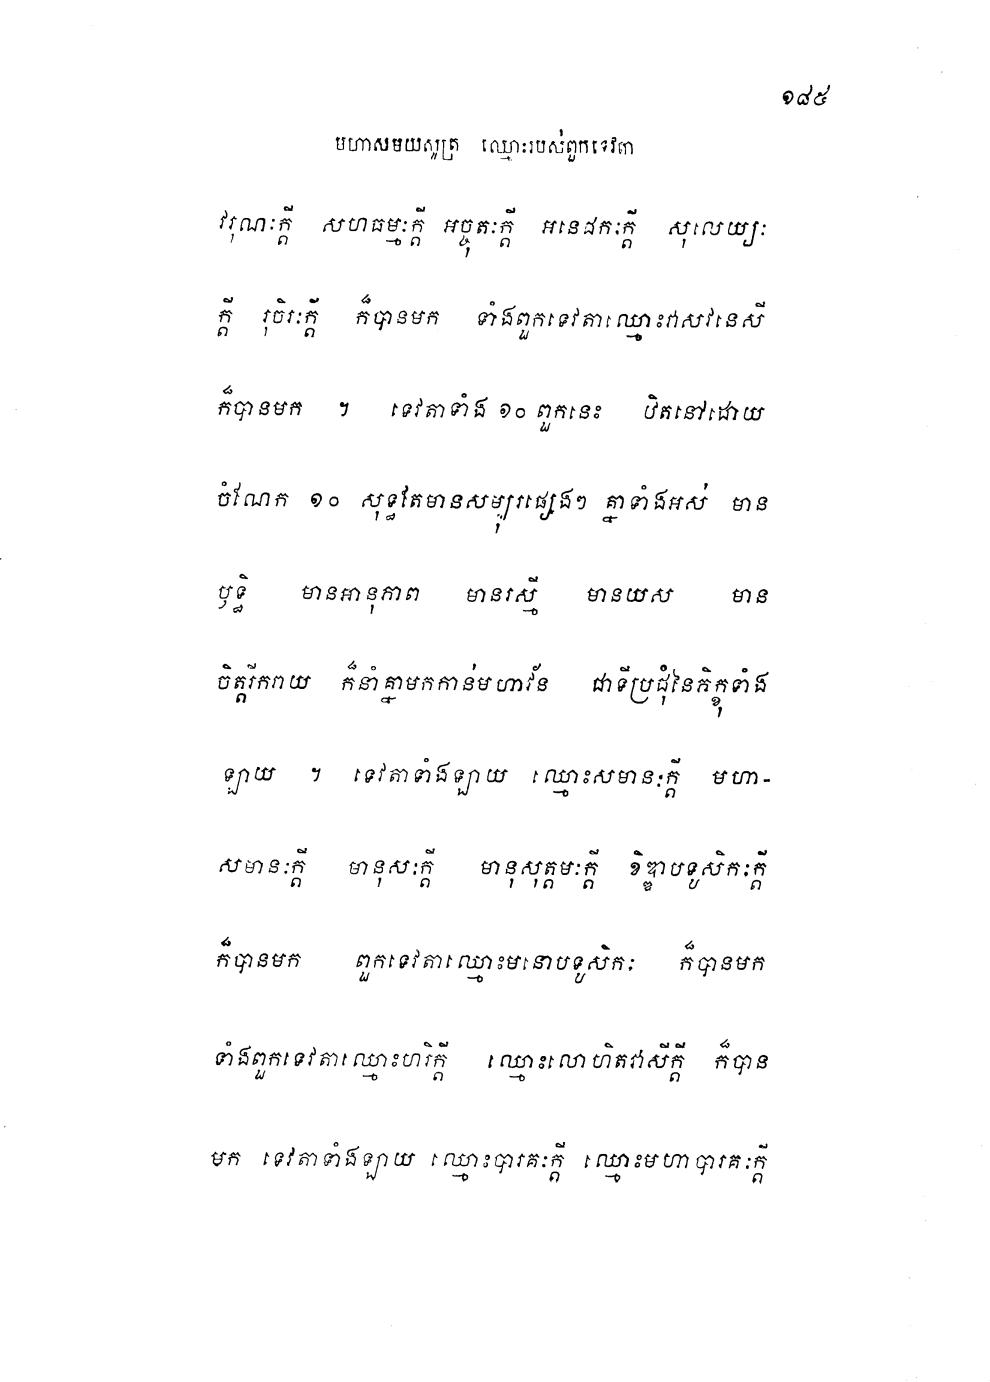 ១៨៥
មហាសមយសូត្រ ឈ្មោះរបស់ពួកទេវតា
វរុណៈក្តី សហធម្មៈក្តី អច្ចុតៈក្តី អនេជកៈក្តី សុលេយ្យៈ
ក្តី រុចិរៈក្តី ក៏បានមក ទាំងពួកទេវតាឈ្មោះវាសវនេសី
ក៏បានមក ។ ទេវតាទាំង ១០ ពួកនេះ ឋិតនៅដោយ
ចំណែក ១០ សុទ្ធតែមានសម្បុរផ្សេងៗ គ្នាទាំងអស់ មាន
ឫទ្ធិ មានអានុភាព មានរស្មី មានយស មាន
ចិត្តរីករាយ ក៏នាំគ្នាមកកាន់មហាវ័ន ជាទីប្រជុំនៃភិក្ខុទាំង
ឡាយ ។ ទេវតាទាំងឡាយ ឈ្មោះសមានៈក្តី មហា-
សមានៈក្តី មានុសៈក្តី មានុសុត្តមៈក្តី ខិឌ្ឌាបទូសិកៈក្តី
ក៏បានមក ពួកទេវតាឈ្មោះមនោបទូសិកៈ ក៏បានមក
ទាំងពួកទេវតាឈ្មោះហរិក្តី ឈ្មោះលោហិតវាសីក្តី ក៏បាន
មក ទេវតាទាំងឡាយ ឈ្មោះបារគៈក្តី ឈ្មោះមហាបារគៈក្តី